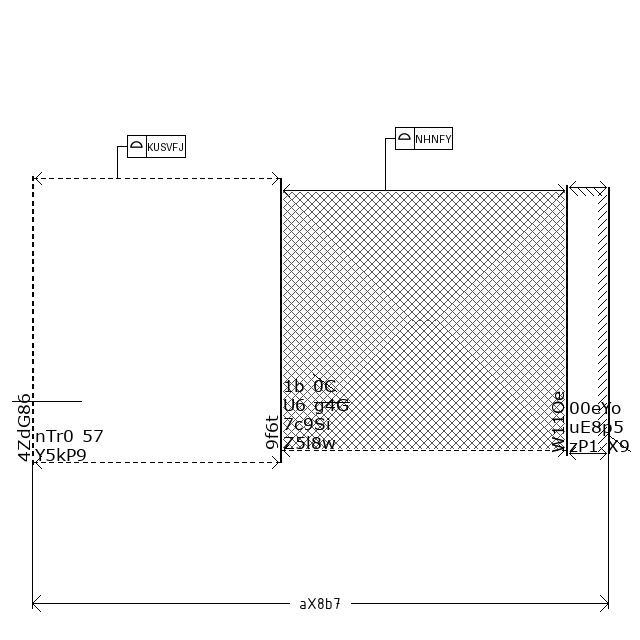 KUSVFJ
NHNFY
4ZdG86
nTr0 57
Y5kP9
9f6t
1b 0C
U6 g4G
7c9Si
Z5l8w
W11Oe
00eYo
uE8p5
zP1 X9
aX8b7